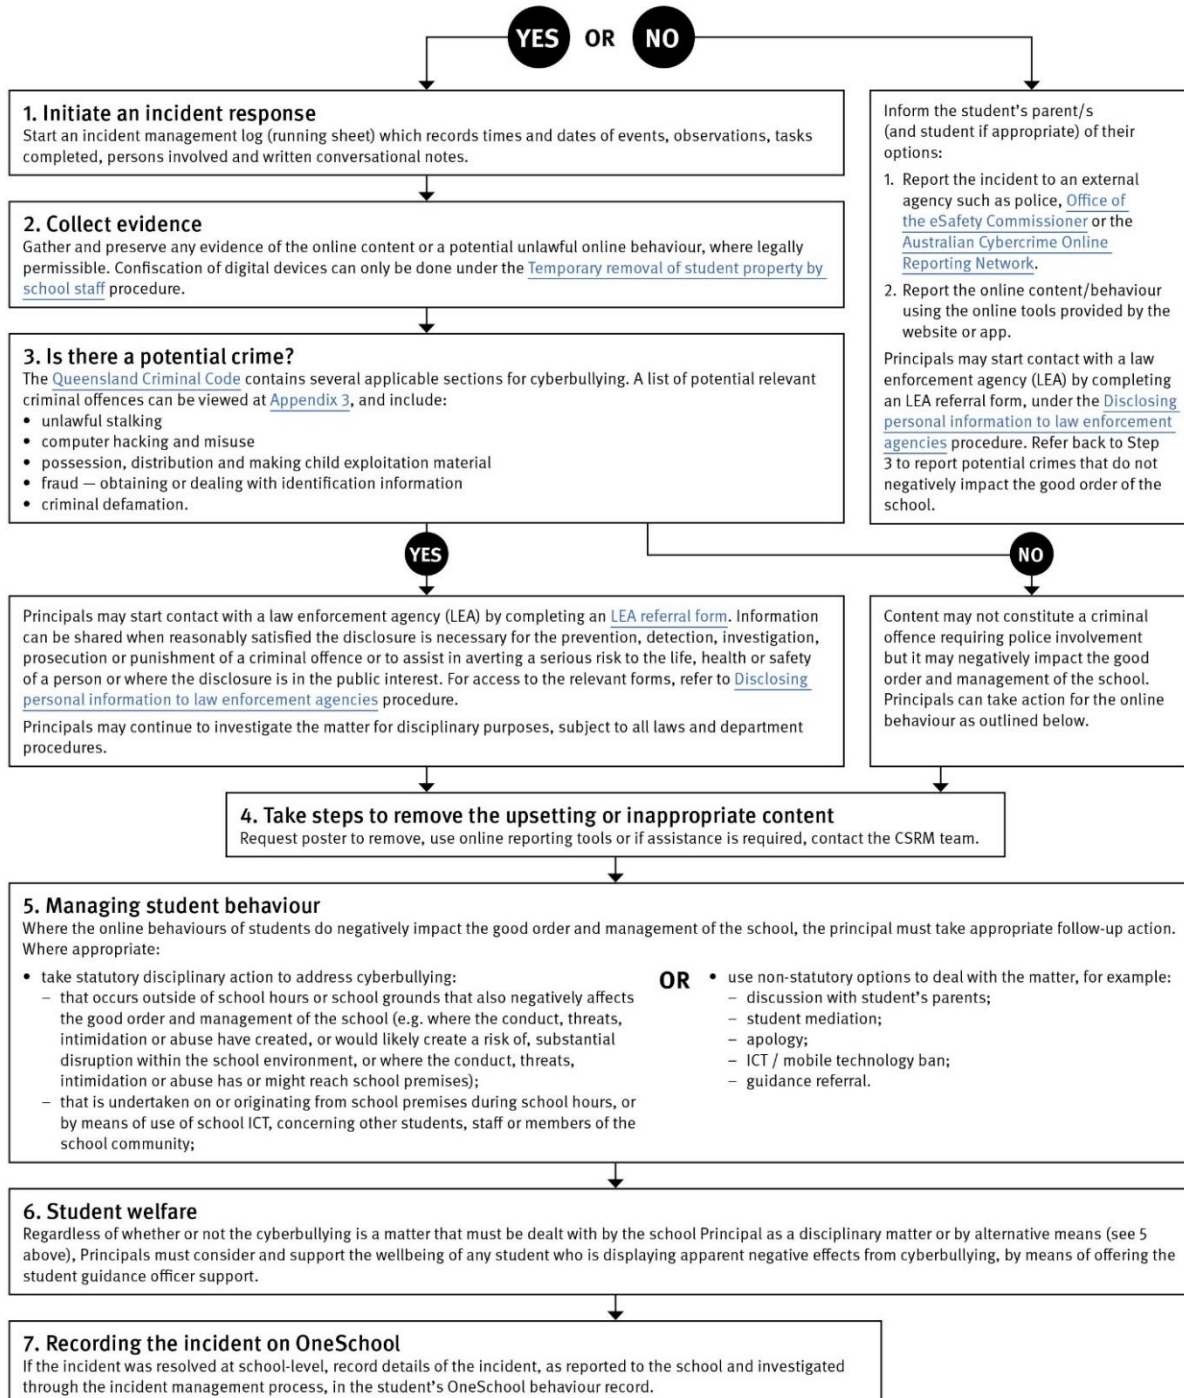 YES OR NO
1. Initiate an incident response
Start an incident management log (running sheet) which records times and dates of events, observations, tasks
completed, persons involved and written conversational notes.
2. Collect evidence
Gather and preserve any evidence of the online content or a potential unlawful online behaviour, where legally
permissible. Confiscation of digital devices can only be done under the Temporary removal of student property by
school staff procedure.
3. Is there a potential crime?
The Queensland Criminal Code contains several applicable sections for cyberbullying. A list of potential relevant
criminal offences can be viewed at Appendix 3, and include:
• unlawful stalking
• computer hacking and misuse
• possession, distribution and making child exploitation material
• fraud — obtaining or dealing with identification information
• criminal defamation.
Inform the student's parent/s
(and student if appropriate) of their
options:
1. Report the incident to an external
agency such as police, Office of
the eSafety Commissioner or the
Australian Cybercrime Online
Reporting Network.
2. Report the online content/behaviour
using the online tools provided by the
website or app.
Principals may start contact with a law
enforcement agency (LEA) by completing
an LEA referral form, under the Disclosing
personal information to law enforcement
agencies procedure. Refer back to Step
3 to report potential crimes that do not
negatively impact the good order of the
school.
YES
NO
Principals may start contact with a law enforcement agency (LEA) by completing an LEA referral form. Information
can be shared when reasonably satisfied the disclosure is necessary for the prevention, detection, investigation,
prosecution or punishment of a criminal offence or to assist in averting a serious risk to the life, health or safety
of a person or where the disclosure is in the public interest. For access to the relevant forms, refer to Disclosing
personal information to law enforcement agencies procedure.
Principals may continue to investigate the matter for disciplinary purposes, subject to all laws and department
procedures.
Content may not constitute a criminal
offence requiring police involvement
but it may negatively impact the good
order and management of the school.
Principals can take action for the online
behaviour as outlined below.
4. Take steps to remove the upsetting or inappropriate content
Request poster to remove, use online reporting tools or if assistance is required, contact the CSRM team.
5. Managing student behaviour
Where the online behaviours of students do negatively impact the good order and management of the school, the principal must take appropriate follow-up action.
Where appropriate:
• take statutory disciplinary action to address cyberbullying:
– that occurs outside of school hours or school grounds that also negatively affects
the good order and management of the school (e.g. where the conduct, threats,
intimidation or abuse have created, or would likely create a risk of, substantial
disruption within the school environment, or where the conduct, threats,
intimidation or abuse has or might reach school premises);
– that is undertaken on or originating from school premises during school hours, or
by means of use of school ICT, concerning other students, staff or members of the
school community;
OR
• use non-statutory options to deal with the matter, for example:
– discussion with student's parents;
– student mediation;
– apology;
– ICT / mobile technology ban;
– guidance referral.
6. Student welfare
Regardless of whether or not the cyberbullying is a matter that must be dealt with by the school Principal as a disciplinary matter or by alternative means (see 5
above), Principals must consider and support the wellbeing of any student who is displaying apparent negative effects from cyberbullying, by means of offering the
student guidance officer support.
7. Recording the incident on OneSchool
If the incident was resolved at school-level, record details of the incident, as reported to the school and investigated
through the incident management process, in the student's OneSchool behaviour record.